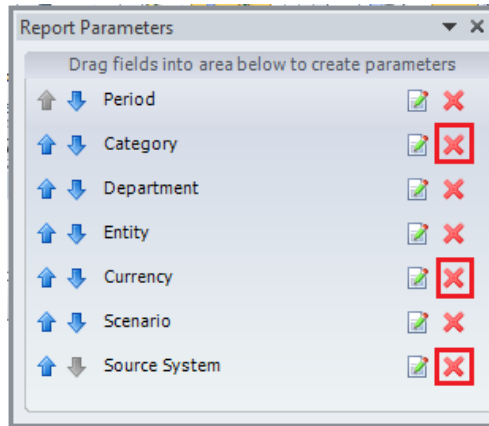 Report Parameters
Drag fields into area below to create parameters
Period
Category
Department
Entity
Currency
Scenario
Source System